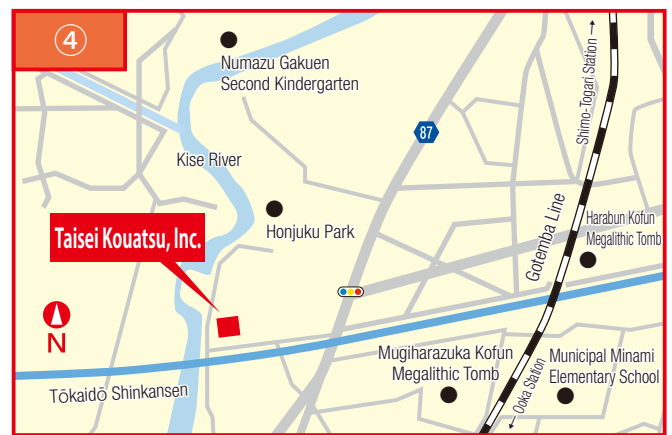 ④
Numazu Gakuen
Second Kindergarten
87
Shimo-Togari Station→
Kise River
Honjuku Park
Taisei Kouatsu, Inc.
Gotemba Line
Harabun Kofun
Megalithic Tomb
N
Mugiharazuka Kofun
Megalithic Tomb
Municipal Minami
Elementary School
Tōkaidō Shinkansen
←Ooka Station